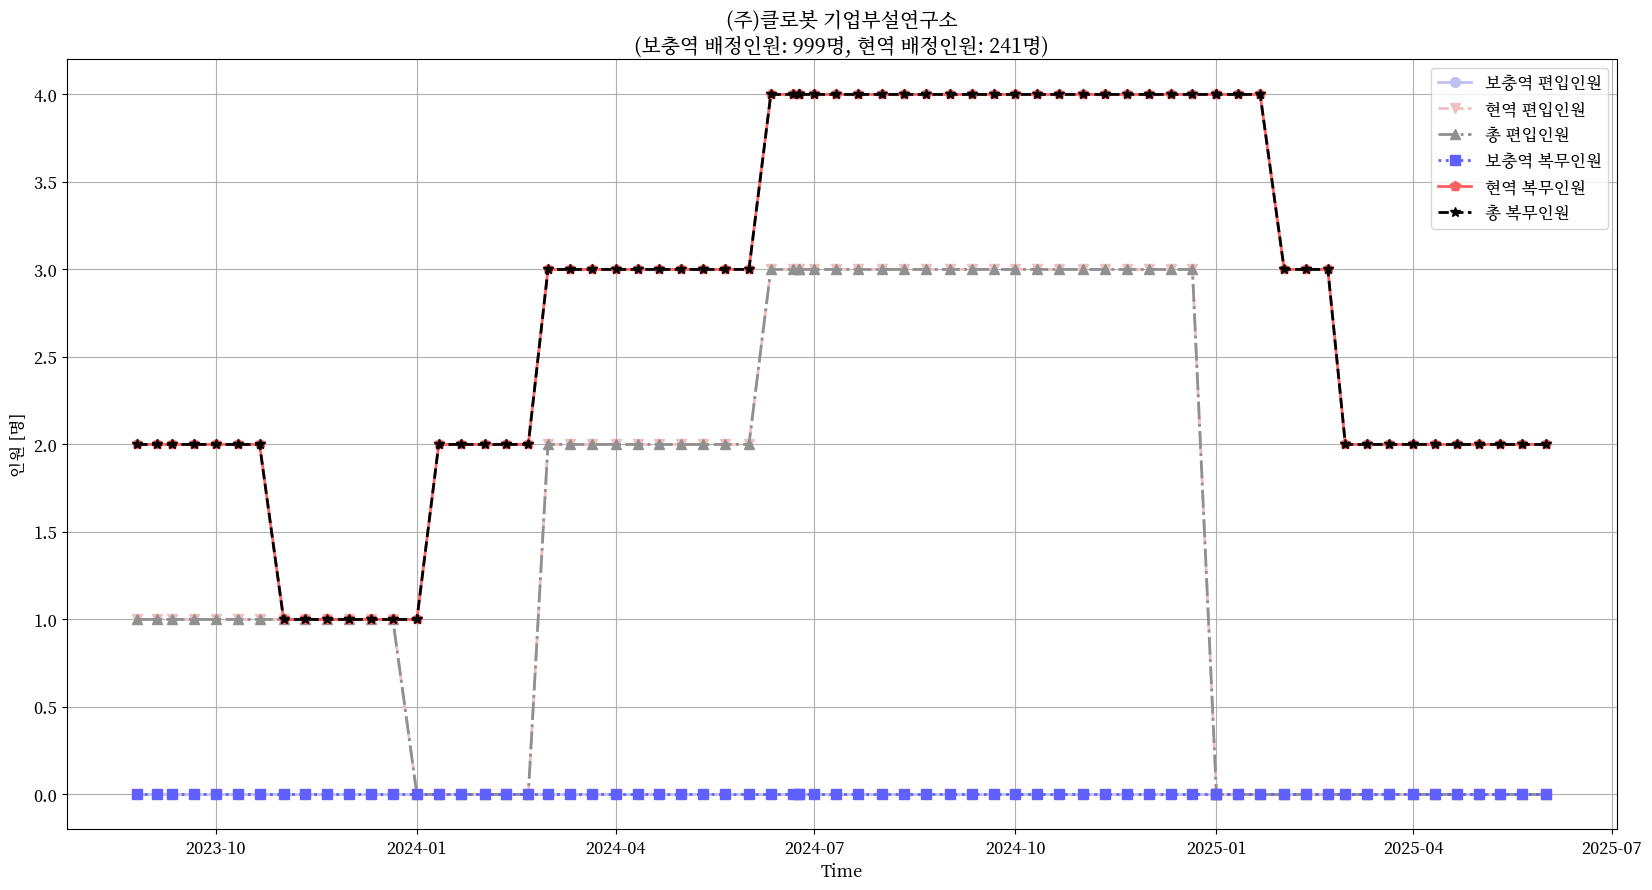 (주)클로봇 기업부설연구소
(보충역 배정인원: 999명, 현역 배정인원: 241명)
보충역 편입인원
현역 편입인원
총 편입인원
보충역 복무인원
현역 복무인원
총 복무인원
4.0
3.5
3.0
2.5
2.0
1.5
1.0
0.5
0.0
인원 [명]
2023-10
2024-01
2024-04
2024-07
2024-10
2025-01
2025-04
2025-07
Time